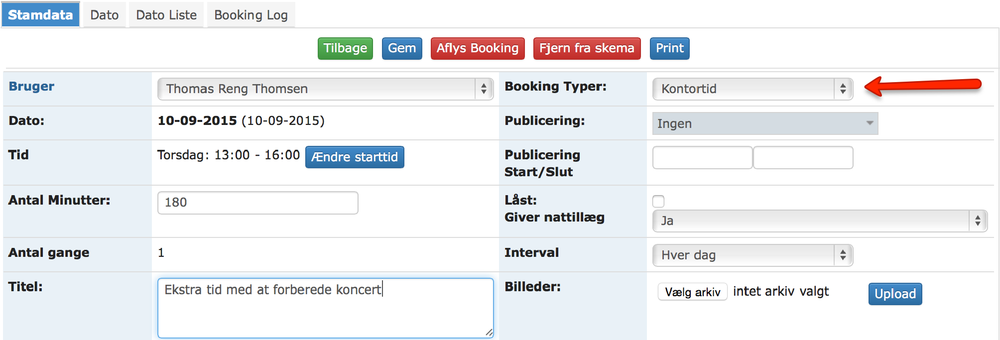 Stamdata Dato Dato Liste Booking Log
Tilbage Gem Aflys Booking Fjern fra skema Print
Bruger Thomas Reng Thomsen Booking Typer: Kontortid
Dato: 10-09-2015 (10-09-2015) Publicering: Ingen
Tid Torsdag: 13:00 - 16:00 Ændre starttid Publicering
Start/Slut
Antal Minutter: 180 Låst:
Giver nattillæg Ja
Antal gange 1 Interval Hver dag
Titel: Ekstra tid med at forberede koncert Billeder: Vælg arkiv intet arkiv valgt Upload